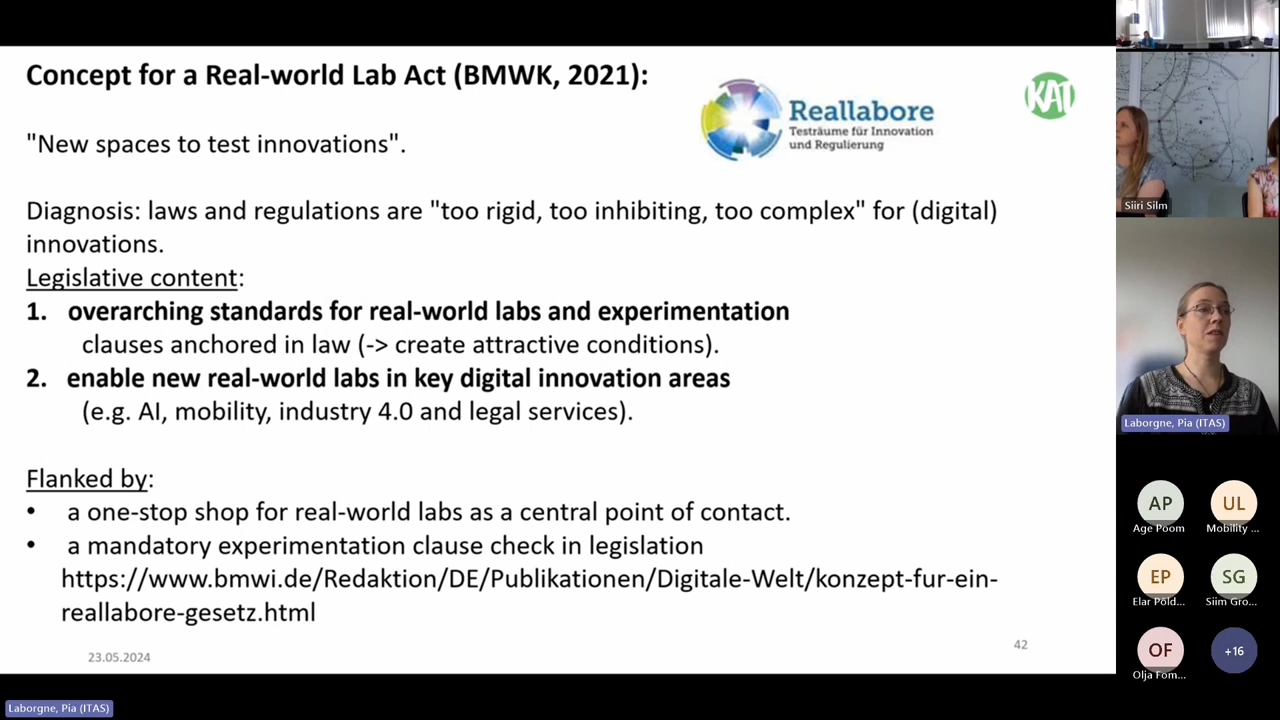 Concept for a Real-world Lab Act (BMWK, 2021):
Reallabore
Testräume für Innovation
und Regulierung
KAT
"New spaces to test innovations".
Diagnosis: laws and regulations are "too rigid, too inhibiting, too complex" for (digital)
innovations.
Legislative content:
1. overarching standards for real-world labs and experimentation
clauses anchored in law (-> create attractive conditions).
2. enable new real-world labs in key digital innovation areas
(e.g. AI, mobility, industry 4.0 and legal services).
Flanked by:
• a one-stop shop for real-world labs as a central point of contact.
• a mandatory experimentation clause check in legislation
https://www.bmwi.de/Redaktion/DE/Publikationen/Digitale-Welt/konzept-fur-ein-
reallabore-gesetz.html
23.05.2024
42
Laborgne, Pia (ITAS)
Siiri Silm
Laborgne, Pia (ITAS)
AP
Age Poom
UL
Mobility ...
EP
Elar Põld...
SG
Siim Gro...
OF
Olja Fom...
+16